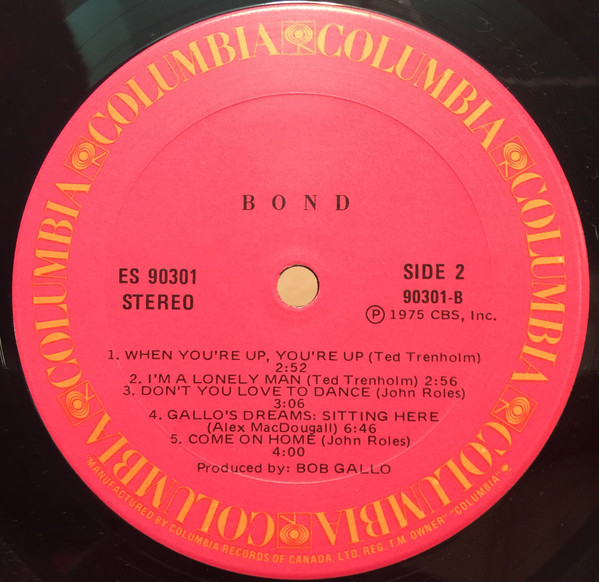 COLUMBIA COLUMBIA COLUMBIA COLUMBIA COLUMBIA COLUMBIA
BOND
ES 90301
STEREO
SIDE 2
90301-B
Ⓟ 1975 CBS, Inc.
1. WHEN YOU'RE UP, YOU'RE UP (Ted Trenholm)
2:52
2. I'M A LONELY MAN (Ted Trenholm) 2:56
3. DON'T YOU LOVE TO DANCE (John Roles)
3:06
4. GALLO'S DREAMS: SITTING HERE
(Alex MacDougall) 6:46
5. COME ON HOME (John Roles)
4:00
Produced by: BOB GALLO
MANUFACTURED BY COLUMBIA RECORDS OF CANADA, LTD. REG. T.M. OWNER "COLUMBIA"